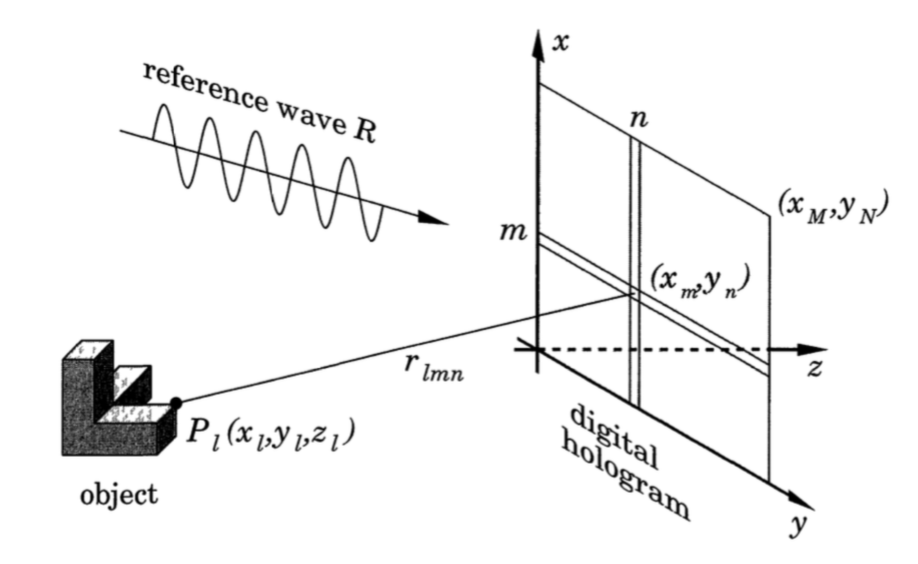 reference wave R
x
n
(x_M,y_N)
m
(x_m,y_n)
r_lmn
z
P_l(x_l,y_l,z_l)
object
digital
hologram
y